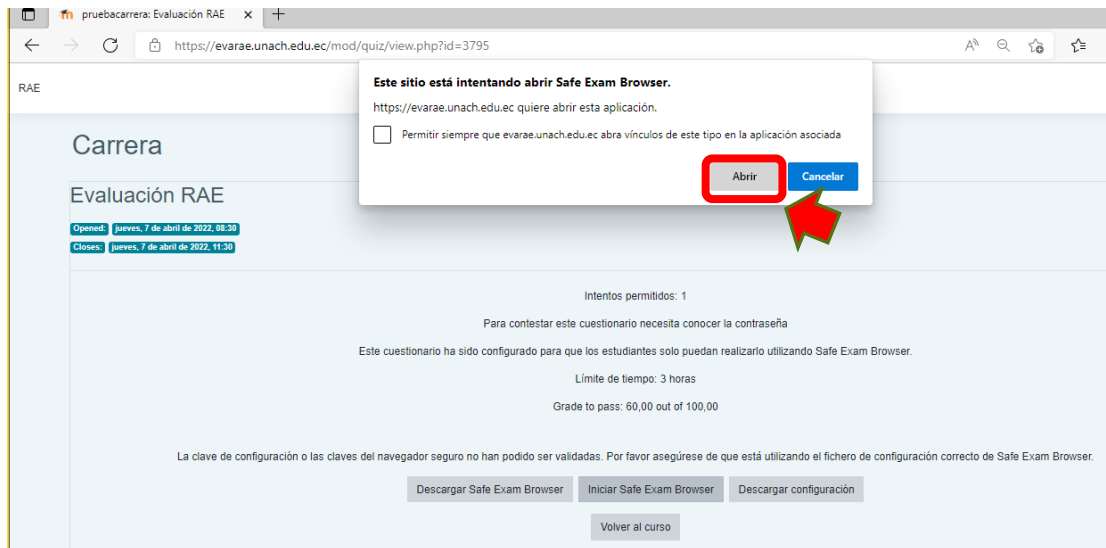 pruebacarrera: Evaluación RAE
https://evarae.unach.edu.ec/mod/quiz/view.php?id=3795
RAE
Este sitio está intentando abrir Safe Exam Browser.
https://evarae.unach.edu.ec quiere abrir esta aplicación.
Permitir siempre que evarae.unach.edu.ec abra vínculos de este tipo en la aplicación asociada
Abrir
Cancelar
Carrera
Evaluación RAE
Opened: jueves, 7 de abril de 2022, 08:30
Closes: jueves, 7 de abril de 2022, 11:30
Intentos permitidos: 1
Para contestar este cuestionario necesita conocer la contraseña
Este cuestionario ha sido configurado para que los estudiantes solo puedan realizarlo utilizando Safe Exam Browser.
Límite de tiempo: 3 horas
Grade to pass: 60,00 out of 100,00
La clave de configuración o las claves del navegador seguro no han podido ser validadas. Por favor asegúrese de que está utilizando el fichero de configuración correcto de Safe Exam Browser.
Descargar Safe Exam Browser
Iniciar Safe Exam Browser
Descargar configuración
Volver al curso